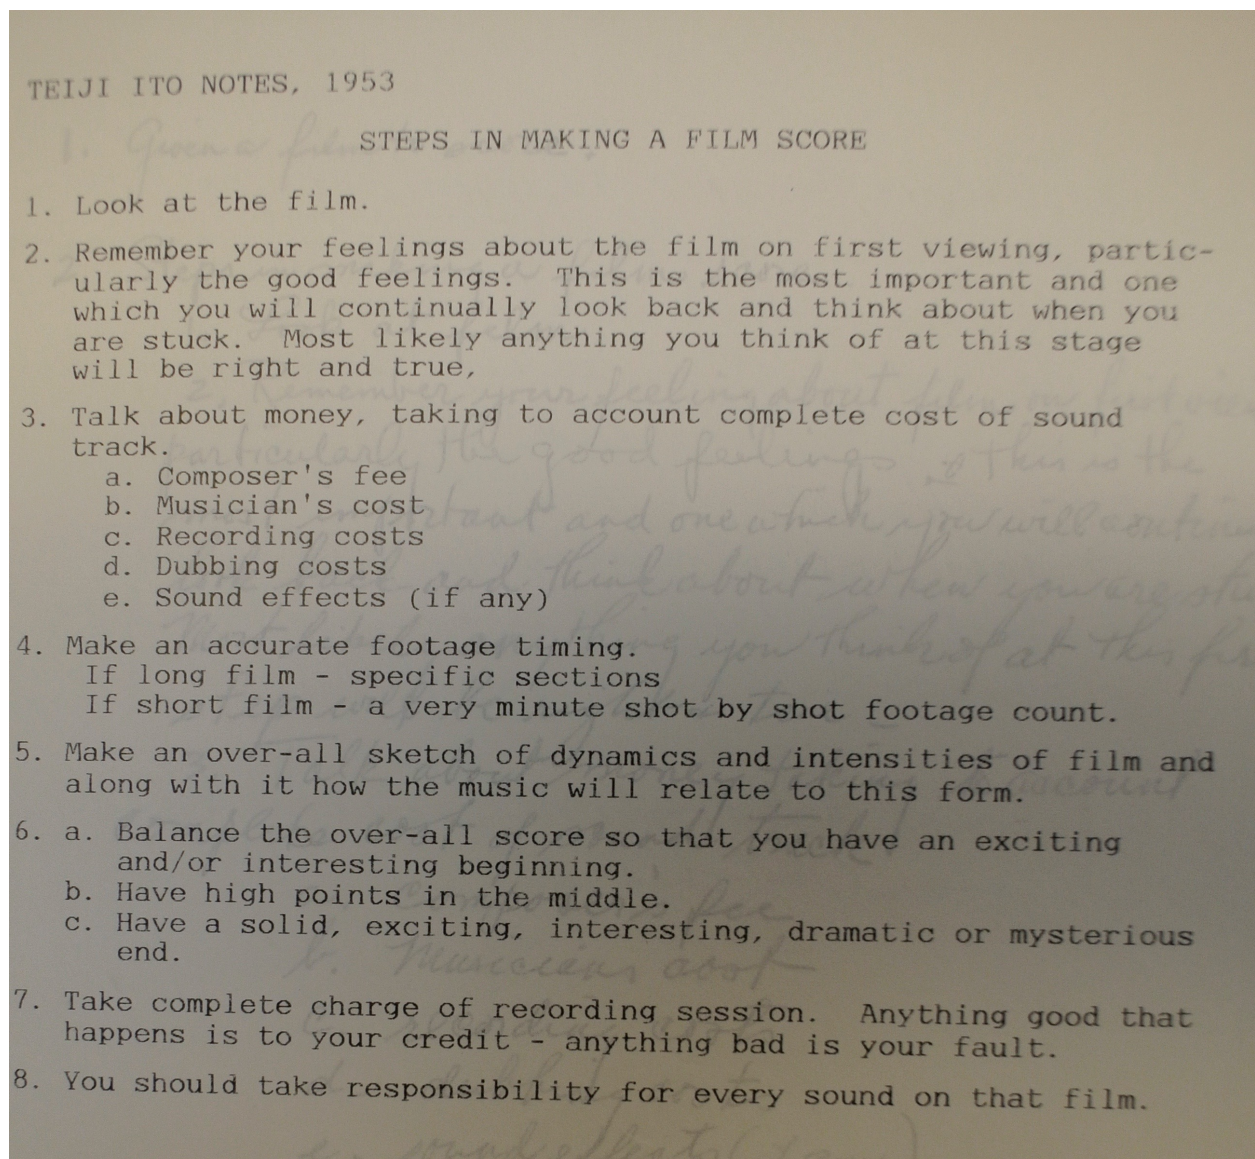 TEIJI ITO NOTES, 1953
STEPS IN MAKING A FILM SCORE
1. Look at the film.
2. Remember your feelings about the film on first viewing, partic-
ularly the good feelings. This is the most important and one
which you will continually look back and think about when you
are stuck. Most likely anything you think of at this stage
will be right and true,
3. Talk about money, taking to account complete cost of sound
track.
a. Composer's fee
b. Musician's cost
c. Recording costs
d. Dubbing costs
e. Sound effects (if any)
4. Make an accurate footage timing.
If long film - specific sections
If short film - a very minute shot by shot footage count.
5. Make an over-all sketch of dynamics and intensities of film and
along with it how the music will relate to this form.
6. a. Balance the over-all score so that you have an exciting
and/or interesting beginning.
b. Have high points in the middle.
c. Have a solid, exciting, interesting, dramatic or mysterious
end.
7. Take complete charge of recording session. Anything good that
happens is to your credit - anything bad is your fault.
8. You should take responsibility for every sound on that film.